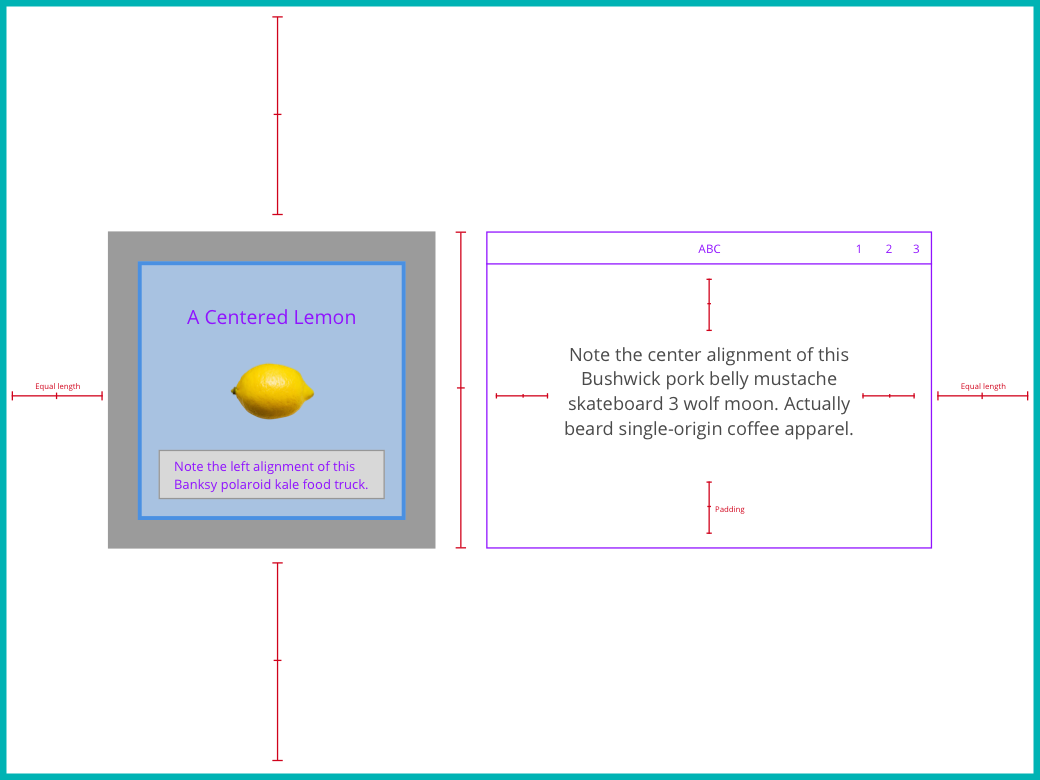 A Centered Lemon
Note the left alignment of this
Banksy polaroid kale food truck.
Equal length
ABC 1 2 3
Note the center alignment of this
Bushwick pork belly mustache
skateboard 3 wolf moon. Actually
beard single-origin coffee apparel.
Padding
Equal length